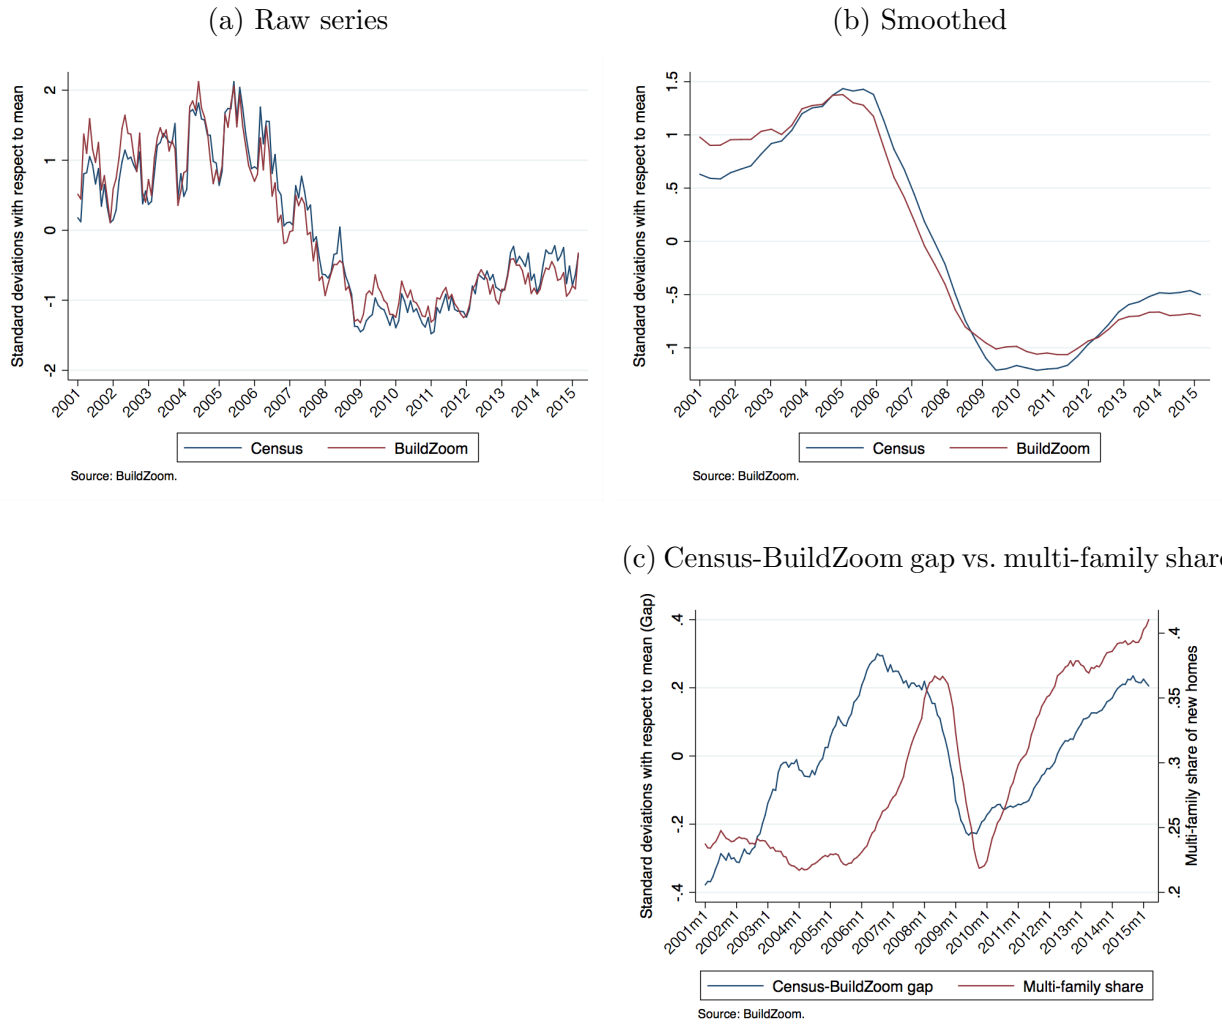 (a) Raw series
Standard deviations with respect to mean
2
1
0
-1
-2
2001 2002 2003 2004 2005 2006 2007 2008 2009 2010 2011 2012 2013 2014 2015
Census BuildZoom
Source: BuildZoom.
(b) Smoothed
Standard deviations with respect to mean
1.5
1
.5
0
-.5
-1
2001 2002 2003 2004 2005 2006 2007 2008 2009 2010 2011 2012 2013 2014 2015
Census BuildZoom
Source: BuildZoom.
(c) Census-BuildZoom gap vs. multi-family share
Standard deviations with respect to mean (Gap)
.4
.2
0
-.2
-.4
Multi-family share of new homes
.4
.35
.3
.25
.2
2001m1 2002m1 2003m1 2004m1 2005m1 2006m1 2007m1 2008m1 2009m1 2010m1 2011m1 2012m1 2013m1 2014m1 2015m1
Census-BuildZoom gap Multi-family share
Source: BuildZoom.